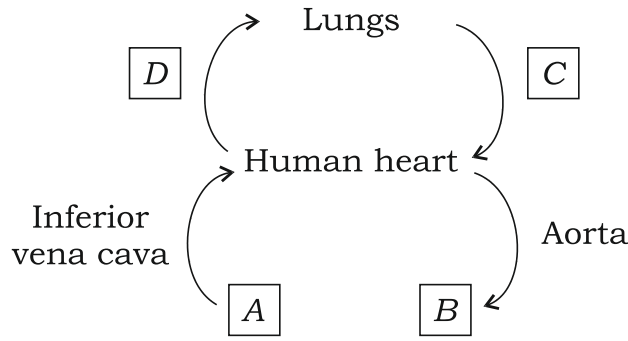 Lungs
D
C
Human heart
Inferior
vena cava
Aorta
A
B